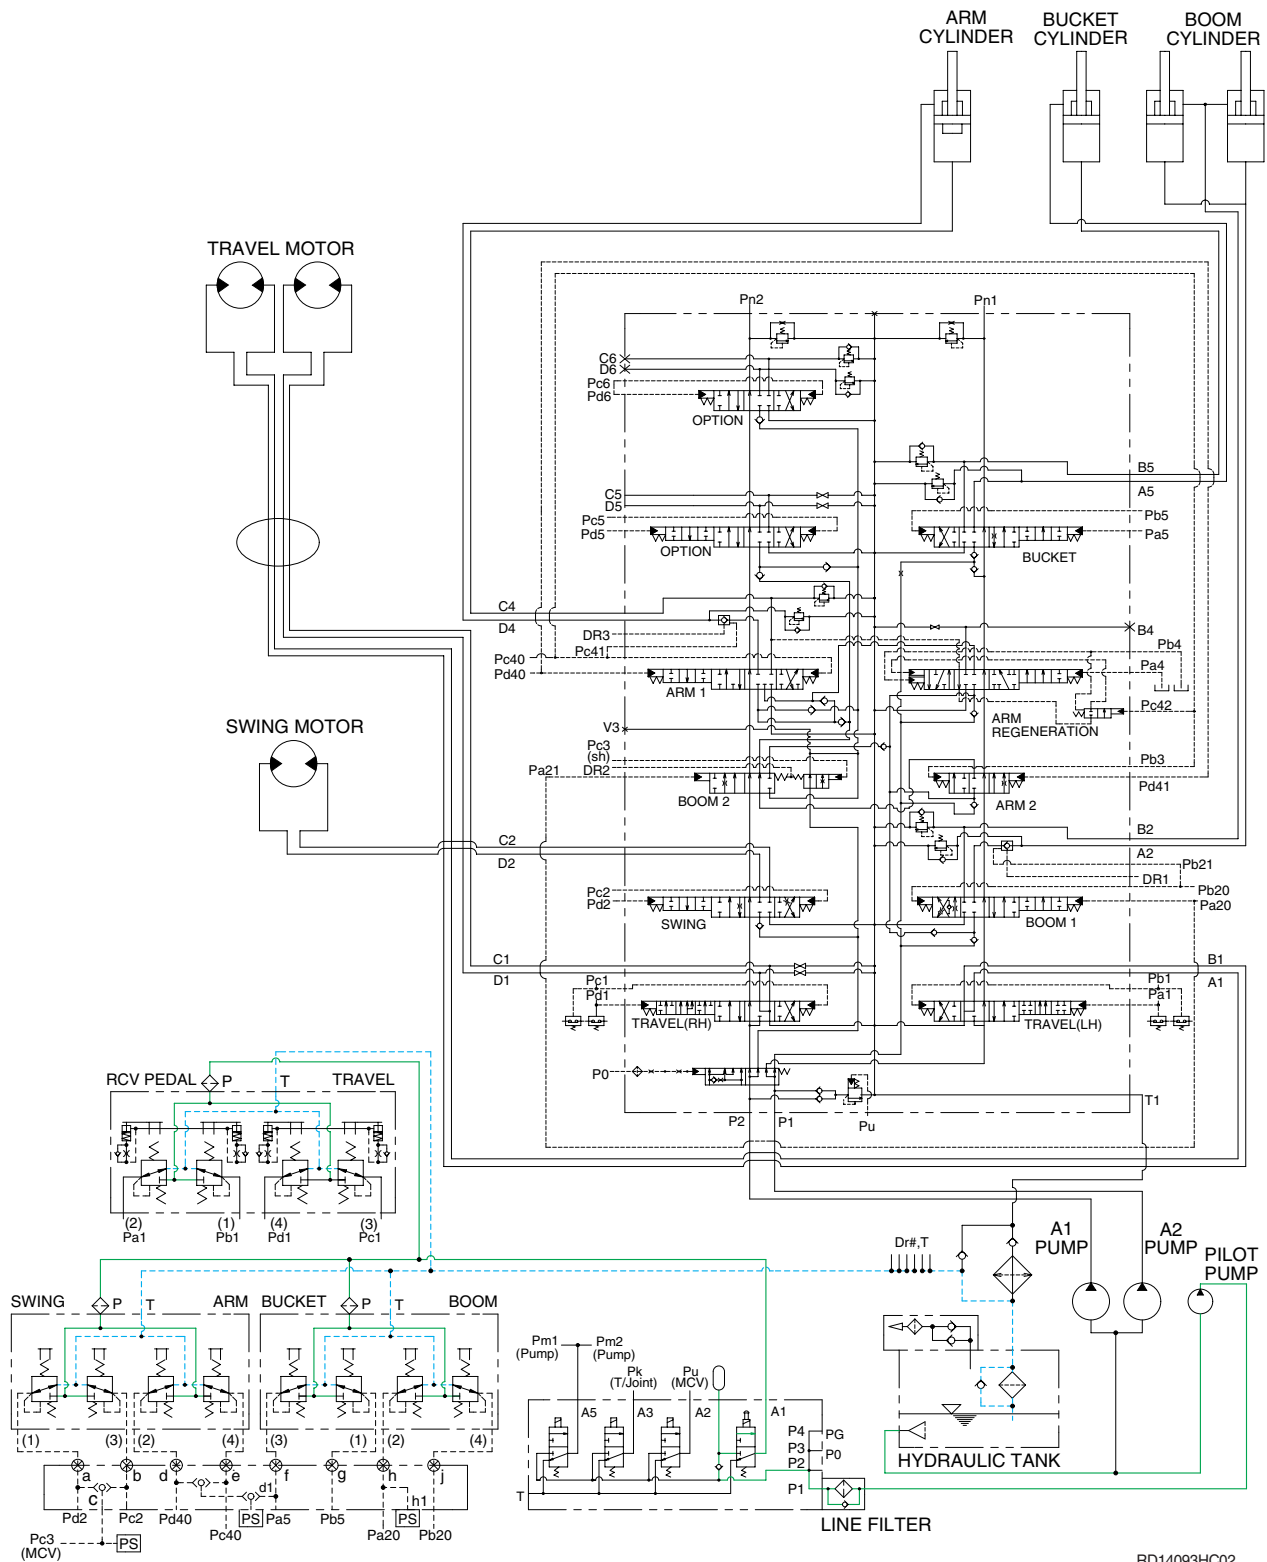 ARM
CYLINDER
BUCKET
CYLINDER
BOOM
CYLINDER
TRAVEL MOTOR
Pn2
Pn1
C6
D6
Pc6
Pd6
OPTION
B5
A5
C5
D5
Pc5
Pd5
OPTION
Pb5
Pa5
BUCKET
C4
D4
DR3
Pc41
Pc40
Pd40
ARM 1
B4
Pb4
Pa4
Pc42
ARM
REGENERATION
SWING MOTOR
V3
Pc3
(sh)
DR2
Pa21
BOOM 2
Pb3
Pd41
ARM 2
C2
D2
B2
A2
Pb21
DR1
Pc2
Pd2
SWING
Pb20
Pa20
BOOM 1
C1
D1
B1
A1
Pc1
Pd1
TRAVEL(RH)
Pb1
Pa1
TRAVEL(LH)
P0
P2
P1
Pu
T1
RCV PEDAL
P
T
TRAVEL
(2)
Pa1
(1)
Pb1
(4)
Pd1
(3)
Pc1
Dr#,T
A1
PUMP
A2
PUMP
PILOT
PUMP
SWING
P
T
ARM
BUCKET
P
T
BOOM
(1)
(3)
(2)
(4)
(3)
(1)
(2)
(4)
a
b
d
e
f
g
h
j
c
d1
h1
Pd2
Pc2
Pd40
Pc40
PS
Pa5
Pb5
Pa20
PS
Pb20
Pc3
(MCV)
PS
Pm1
(Pump)
Pm2
(Pump)
Pk
(T/Joint)
Pu
(MCV)
A5
A3
A2
A1
P4
PG
P3
P0
P2
P1
T
LINE FILTER
HYDRAULIC TANK
RD14093HC02